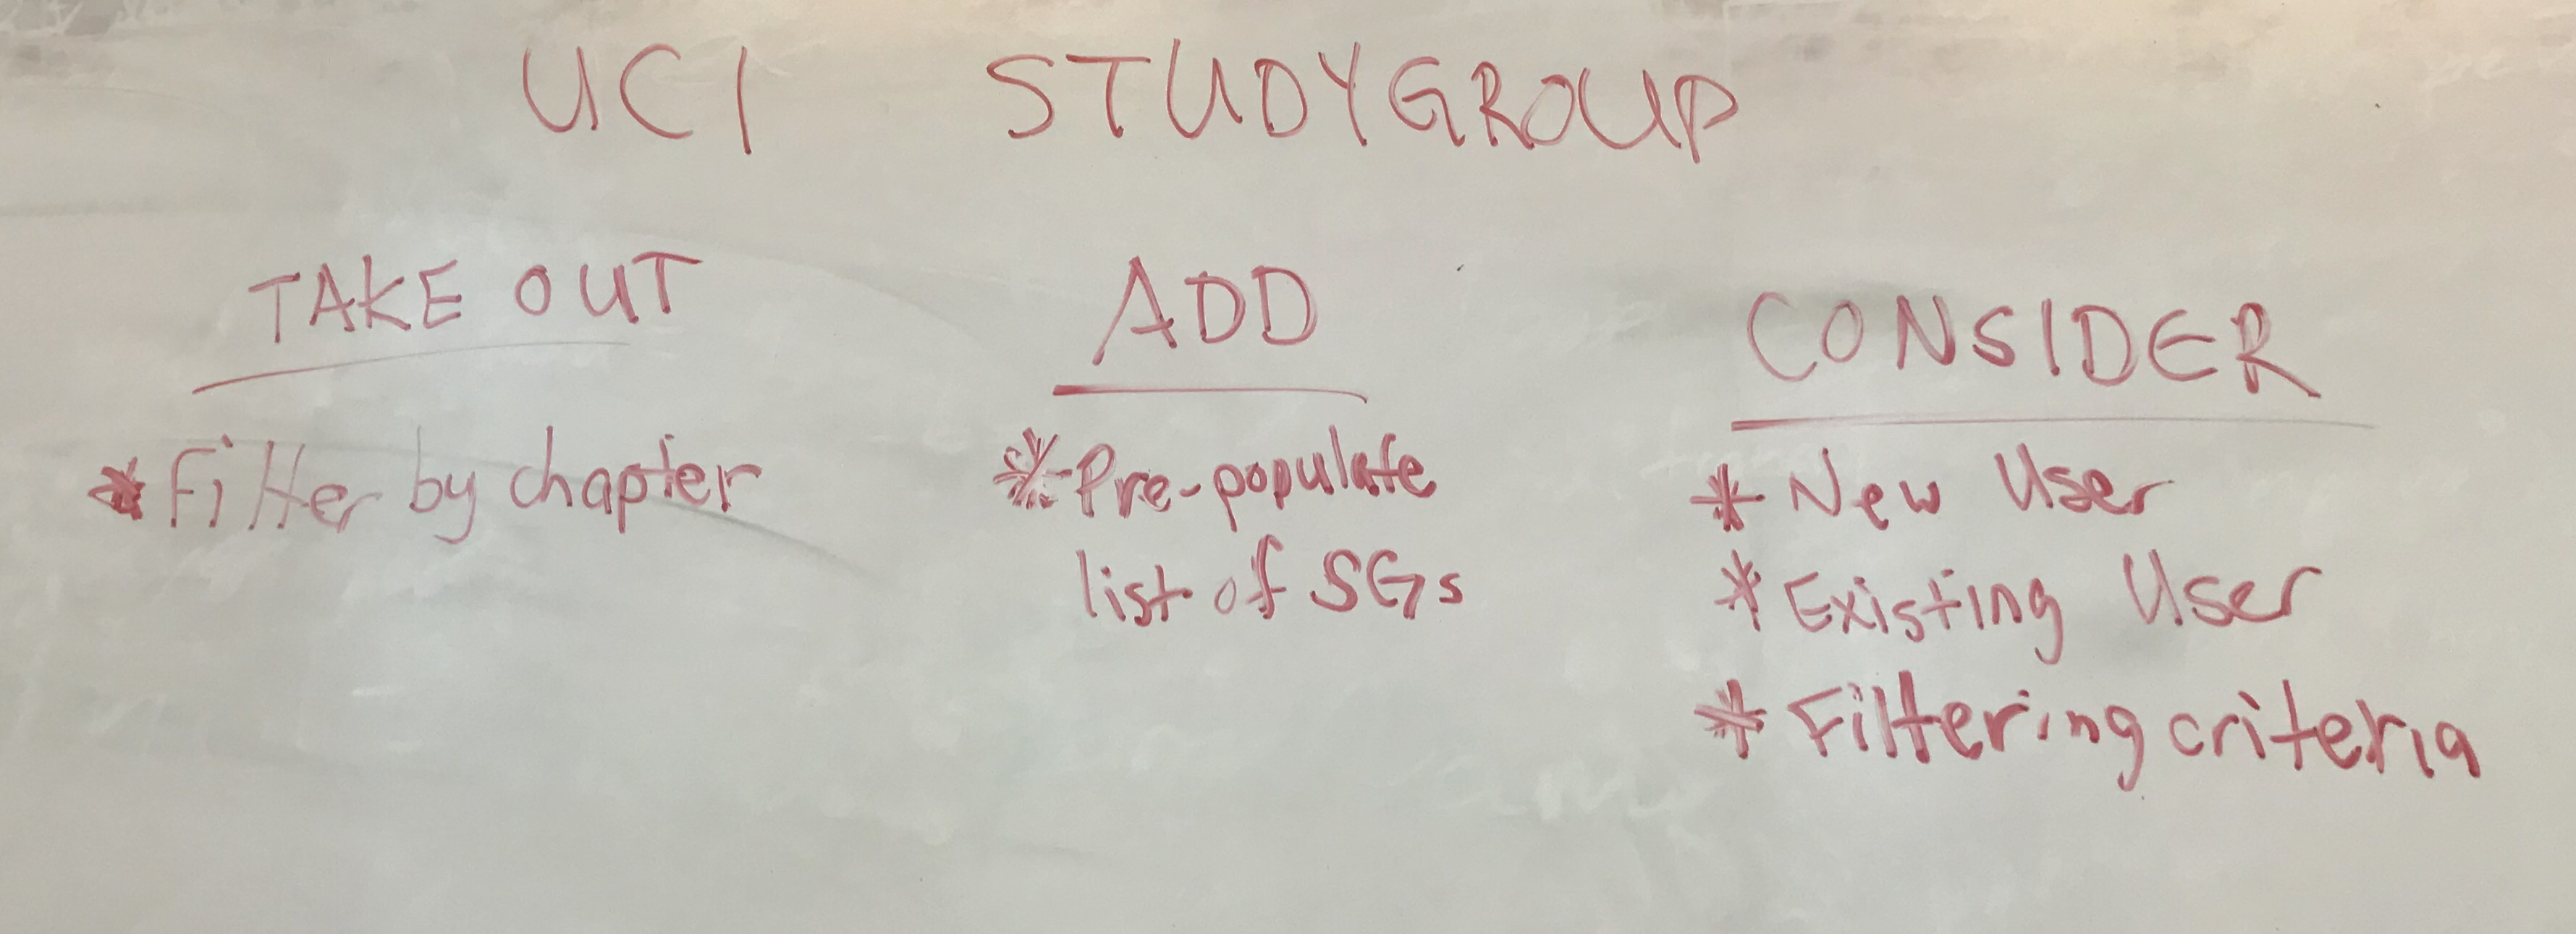 UCI STUDYGROUP
TAKE OUT
* Filter by chapter
ADD
* Pre-populate
list of SGs
CONSIDER
* New User
* Existing User
* Filtering criteria